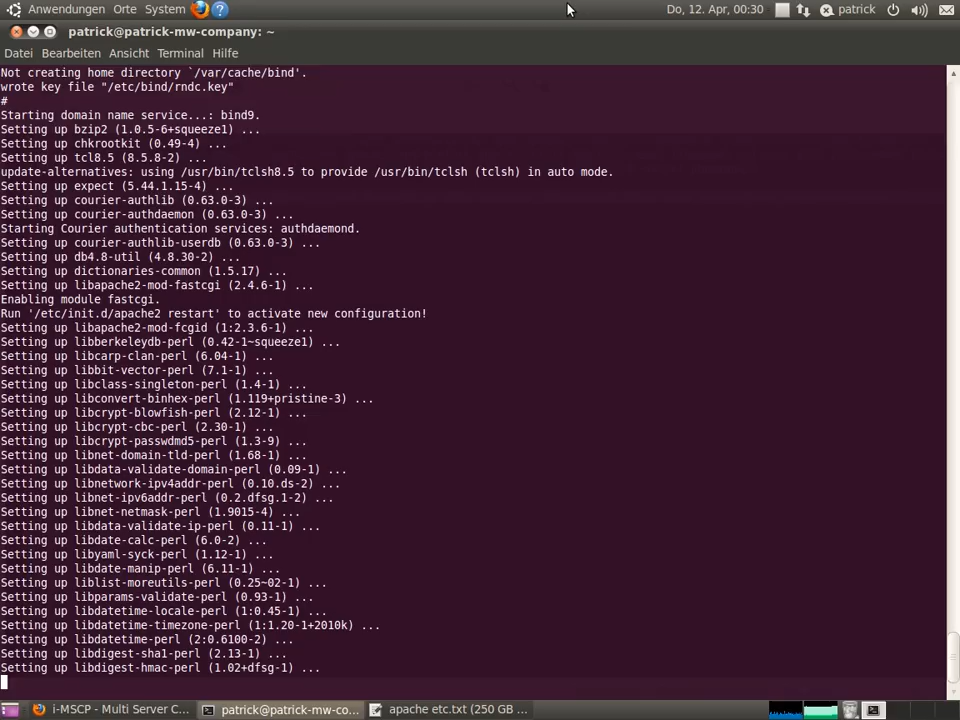 Anwendungen Orte System Do, 12. Apr, 00:30 patrick
patrick@patrick-mw-company: ~
Datei Bearbeiten Ansicht Terminal Hilfe
Not creating home directory `/var/cache/bind'.
wrote key file "/etc/bind/rndc.key"
#
Starting domain name service...: bind9.
Setting up bzip2 (1.0.5-6+squeeze1) ...
Setting up chkrootkit (0.49-4) ...
Setting up tcl8.5 (8.5.8-2) ...
update-alternatives: using /usr/bin/tclsh8.5 to provide /usr/bin/tclsh (tclsh) in auto mode.
Setting up expect (5.44.1.15-4) ...
Setting up courier-authlib (0.63.0-3) ...
Setting up courier-authdaemon (0.63.0-3) ...
Starting Courier authentication services: authdaemond.
Setting up courier-authlib-userdb (0.63.0-3) ...
Setting up db4.8-util (4.8.30-2) ...
Setting up dictionaries-common (1.5.17) ...
Setting up libapache2-mod-fastcgi (2.4.6-1) ...
Enabling module fastcgi.
Run '/etc/init.d/apache2 restart' to activate new configuration!
Setting up libapache2-mod-fcgid (1:2.3.6-1) ...
Setting up libberkeleydb-perl (0.42-1~squeeze1) ...
Setting up libcarp-clan-perl (6.04-1) ...
Setting up libbit-vector-perl (7.1-1) ...
Setting up libclass-singleton-perl (1.4-1) ...
Setting up libconvert-binhex-perl (1.119+pristine-3) ...
Setting up libcrypt-blowfish-perl (2.12-1) ...
Setting up libcrypt-cbc-perl (2.30-1) ...
Setting up libcrypt-passwdmd5-perl (1.3-9) ...
Setting up libnet-domain-tld-perl (1.68-1) ...
Setting up libdata-validate-domain-perl (0.09-1) ...
Setting up libnetwork-ipv4addr-perl (0.10.ds-2) ...
Setting up libnet-ipv6addr-perl (0.2.dfsg.1-2) ...
Setting up libnet-netmask-perl (1.9015-4) ...
Setting up libdata-validate-ip-perl (0.11-1) ...
Setting up libdate-calc-perl (6.0-2) ...
Setting up libyaml-syck-perl (1.12-1) ...
Setting up libdate-manip-perl (6.11-1) ...
Setting up liblist-moreutils-perl (0.25~02-1) ...
Setting up libparams-validate-perl (0.93-1) ...
Setting up libdatetime-locale-perl (1:0.45-1) ...
Setting up libdatetime-timezone-perl (1:1.20-1+2010k) ...
Setting up libdatetime-perl (2:0.6100-2) ...
Setting up libdigest-sha1-perl (2.13-1) ...
Setting up libdigest-hmac-perl (1.02+dfsg-1) ...
i-MSCP - Multi Server C... patrick@patrick-mw-co... apache etc.txt (250 GB ...